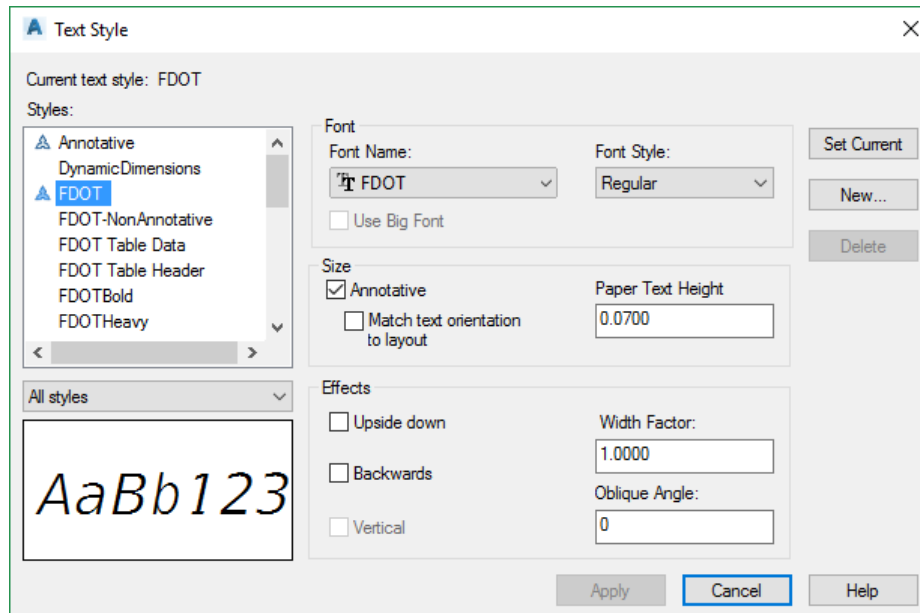 Text Style
Current text style: FDOT
Styles:
Annotative
DynamicDimensions
FDOT
FDOT-NonAnnotative
FDOT Table Data
FDOT Table Header
FDOTBold
FDOTHeavy
All styles
AaBb123
Font
Font Name:
FDOT
Use Big Font
Font Style:
Regular
Size
Annotative
Match text orientation
to layout
Paper Text Height
0.0700
Effects
Upside down
Backwards
Vertical
Width Factor:
1.0000
Oblique Angle:
0
Set Current
New...
Delete
Apply
Cancel
Help